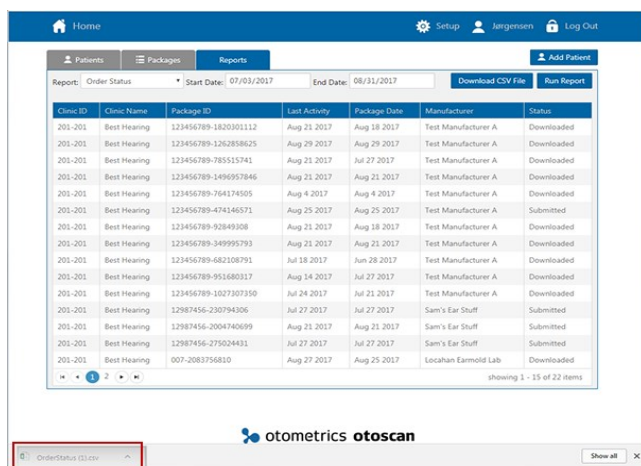 Home Setup Jørgensen Log Out
Patients Packages Reports Add Patient
Report: Order Status Start Date: 07/03/2017 End Date: 08/31/2017 Download CSV File Run Report
Clinic ID Clinic Name Package ID Last Activity Package Date Manufacturer Status
201-201 Best Hearing 123456789-1820301112 Aug 21 2017 Aug 18 2017 Test Manufacturer A Downloaded
201-201 Best Hearing 123456789-1262858625 Aug 29 2017 Aug 29 2017 Test Manufacturer A Downloaded
201-201 Best Hearing 123456789-785515741 Aug 21 2017 Jul 27 2017 Test Manufacturer A Downloaded
201-201 Best Hearing 123456789-1496957846 Aug 21 2017 Aug 21 2017 Test Manufacturer A Downloaded
201-201 Best Hearing 123456789-764174505 Aug 4 2017 Aug 4 2017 Test Manufacturer A Downloaded
201-201 Best Hearing 123456789-474146571 Aug 25 2017 Aug 25 2017 Test Manufacturer A Submitted
201-201 Best Hearing 123456789-92849308 Aug 21 2017 Aug 18 2017 Test Manufacturer A Downloaded
201-201 Best Hearing 123456789-349995793 Aug 21 2017 Aug 21 2017 Test Manufacturer A Downloaded
201-201 Best Hearing 123456789-682108791 Jul 18 2017 Jun 28 2017 Test Manufacturer A Downloaded
201-201 Best Hearing 123456789-951680317 Aug 14 2017 Jul 27 2017 Test Manufacturer A Downloaded
201-201 Best Hearing 123456789-1027307350 Jul 24 2017 Jul 21 2017 Test Manufacturer A Downloaded
201-201 Best Hearing 12987456-230794306 Jul 27 2017 Jul 27 2017 Sam's Ear Stuff Submitted
201-201 Best Hearing 12987456-2004740699 Aug 21 2017 Aug 21 2017 Sam's Ear Stuff Submitted
201-201 Best Hearing 12987456-275024431 Jul 27 2017 Jul 27 2017 Sam's Ear Stuff Submitted
201-201 Best Hearing 007-2083756810 Aug 27 2017 Aug 25 2017 Locahan Earmold Lab Downloaded
1 2 showing 1 - 15 of 22 items
otometrics otoscan
OrderStatus (1).csv Show all